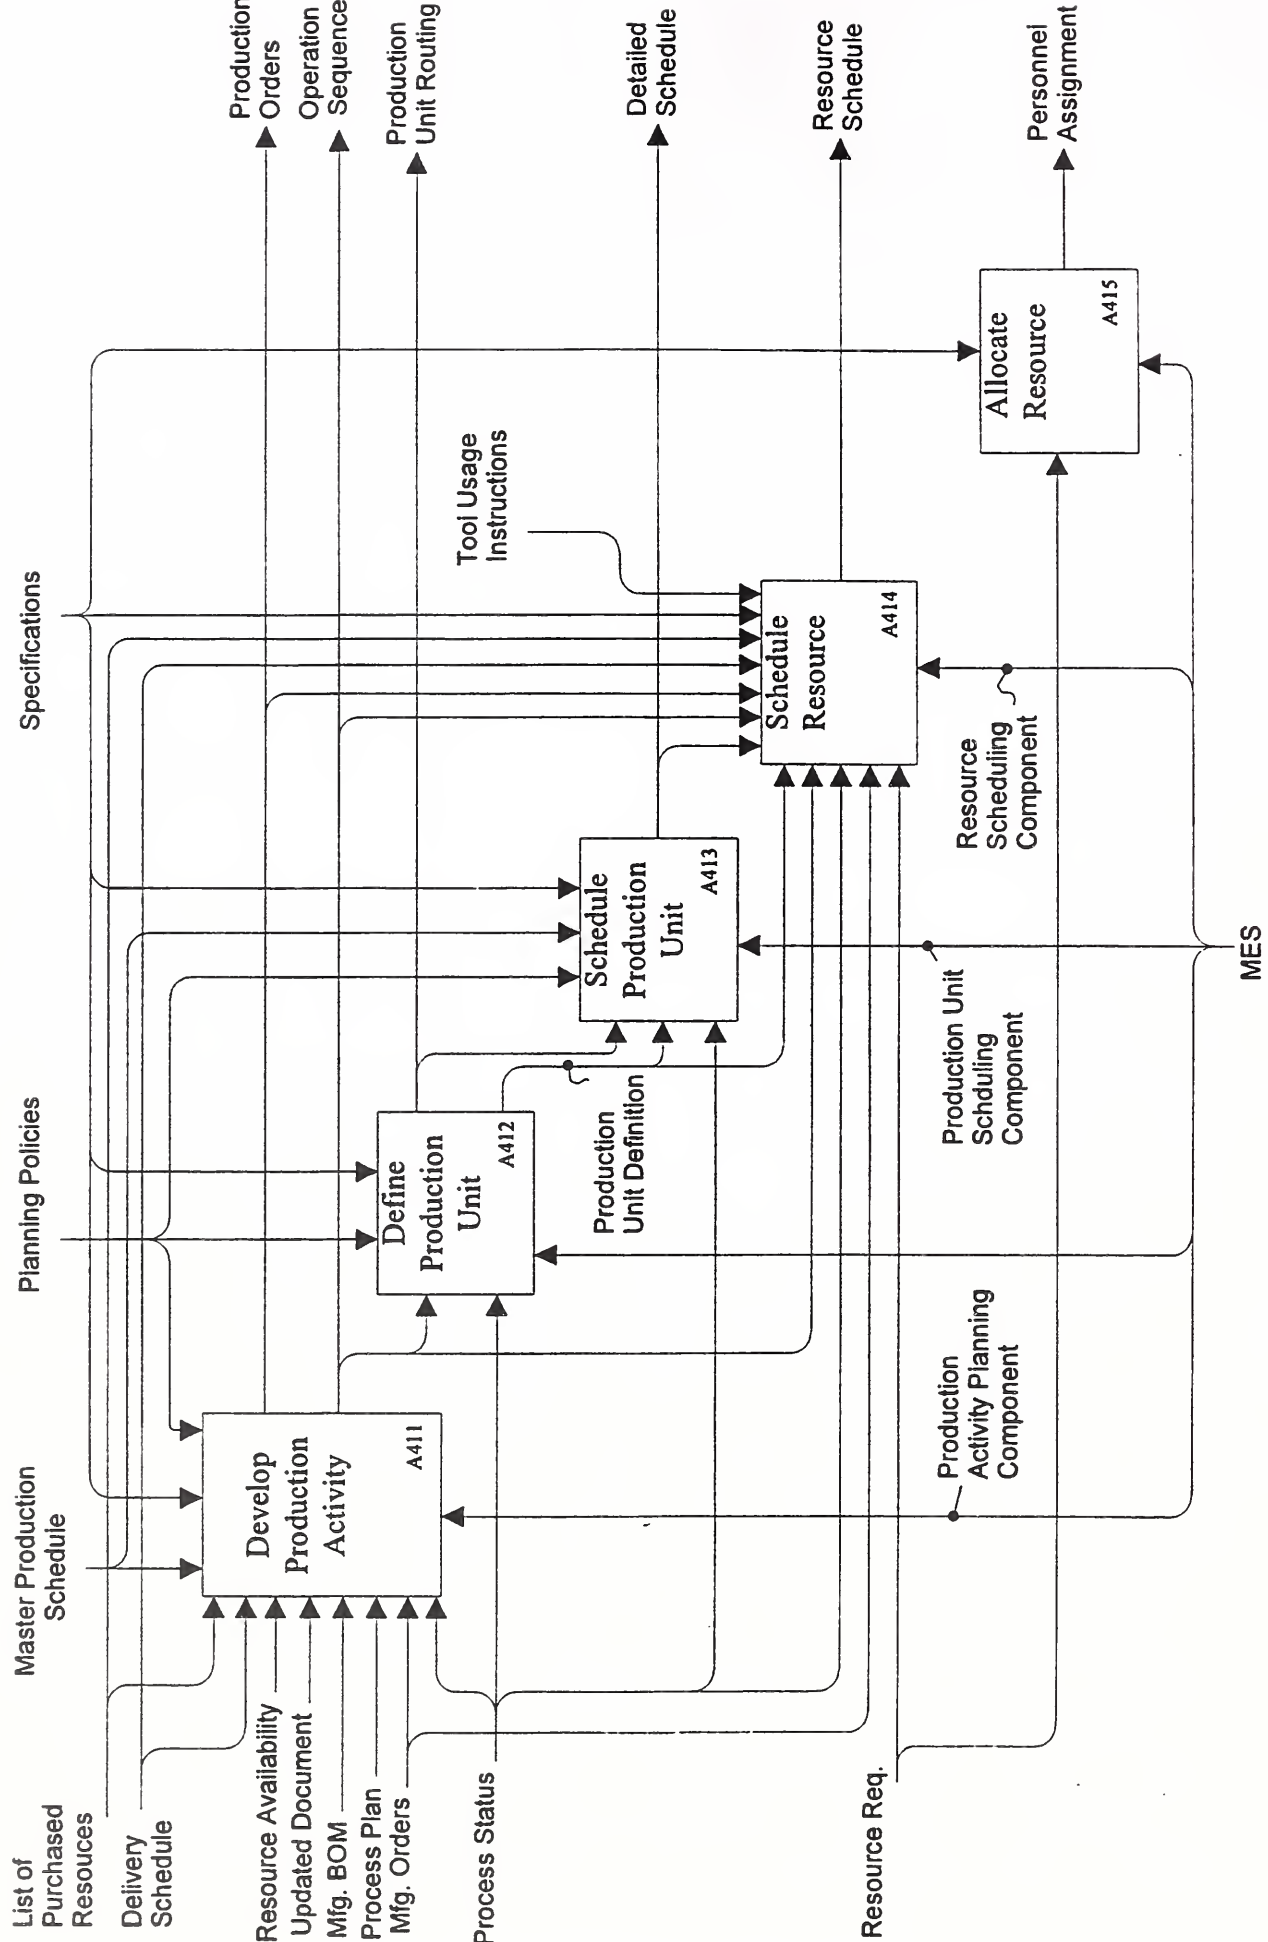 Specifications
Planning Policies
Master Production
Schedule
List of
Purchased
Resouces
Delivery
Schedule
Resource Availability
Updated Document
Mfg. BOM
Process Plan
Mfg. Orders
Process Status
Resource Req.
Develop
Production
Activity
A411
Define
Production
Unit
A412
Schedule
Production
Unit
A413
Schedule
Resource
A414
Allocate
Resource
A415
Tool Usage
Instructions
Production
Unit Definition
Production
Activity Planning
Component
Production Unit
Schduling
Component
Resource
Scheduling
Component
MES
Production
Orders
Operation
Sequence
Production
Unit Routing
Detailed
Schedule
Resource
Schedule
Personnel
Assignment